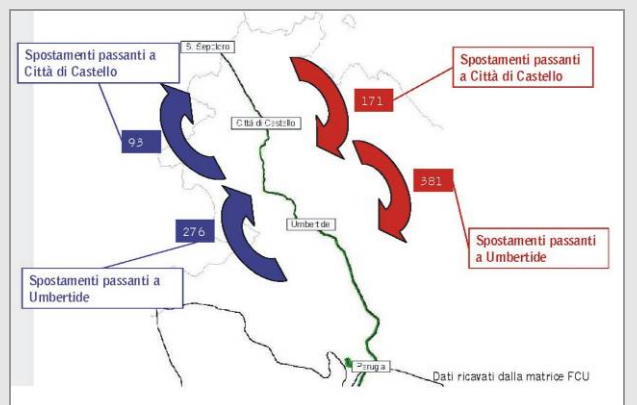 Spostamenti passanti a
Città di Castello
S. Sepolcro
Spostamenti passanti
a Città di Castello
171
93
Città di Castello
381
276
Umbertide
Spostamenti passanti
a Umbertide
Spostamenti passanti a
Umbertide
Perugia
Dati ricavati dalla matrice FCU